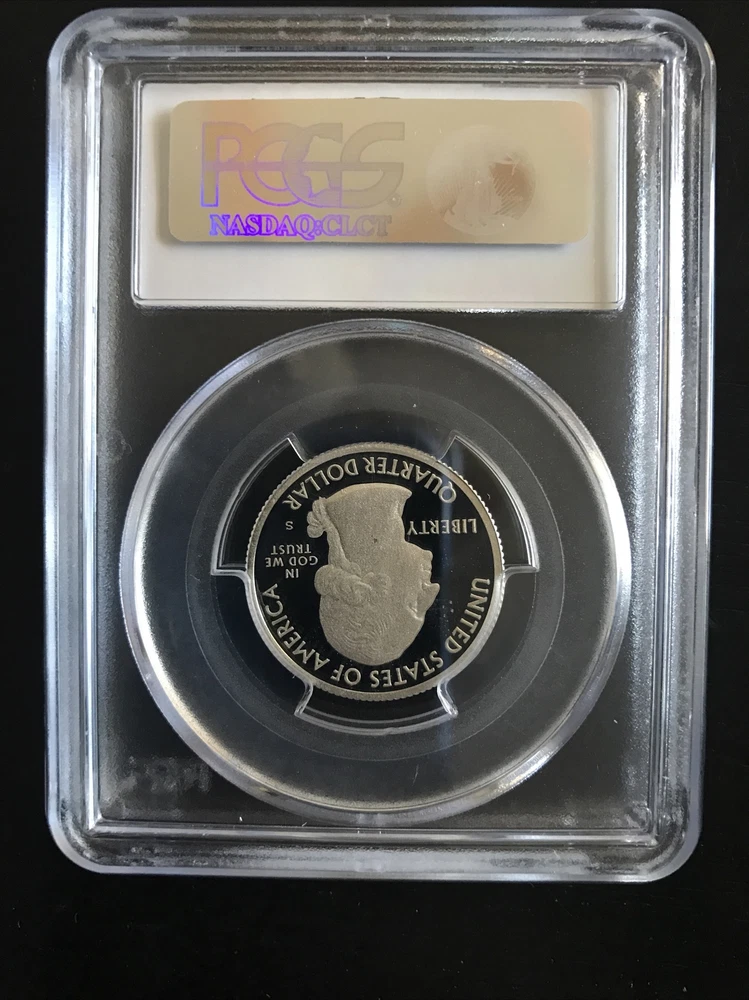 PCGS
NASDAQ:CLCT
UNITED STATES OF AMERICA
LIBERTY
IN
GOD WE
TRUST
S
QUARTER DOLLAR